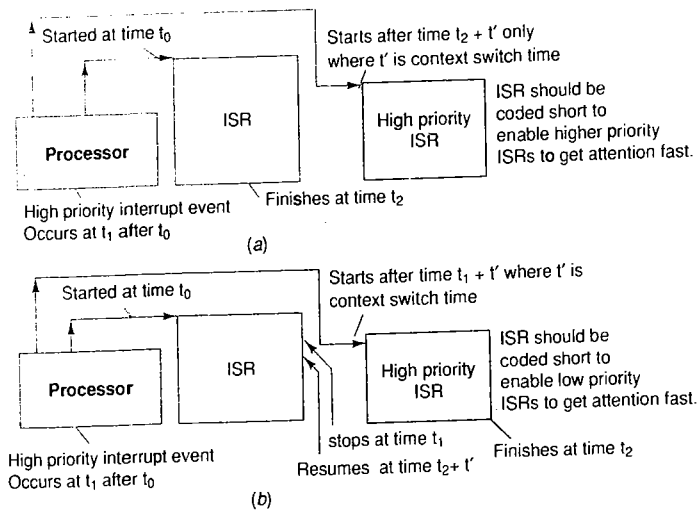 Started at time t₀
Starts after time t₂ + t′ only
where t′ is context switch time
ISR
High priority
ISR
ISR should be
coded short to
enable higher priority
ISRs to get attention fast.
Processor
Finishes at time t₂
High priority interrupt event
Occurs at t₁ after t₀
(a)
Started at time t₀
Starts after time t₁ + t′ where t′ is
context switch time
ISR
High priority
ISR
ISR should be
coded short to
enable low priority
ISRs to get attention fast.
Processor
stops at time t₁
Finishes at time t₂
High priority interrupt event
Occurs at t₁ after t₀
Resumes at time t₂+ t′
(b)